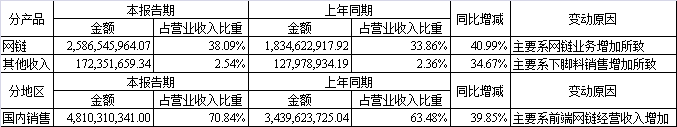 分产品 本报告期 上年同期 同比增减 变动原因
金额 占营业收入比重 金额 占营业收入比重
网链 2,586,545,964.07 38.09% 1,834,622,917.92 33.86% 40.99% 主要系网链业务增加所致
其他收入 172,351,659.34 2.54% 127,978,934.19 2.36% 34.67% 主要系下脚料销售增加所致
分地区 本报告期 上年同期 同比增减 变动原因
金额 占营业收入比重 金额 占营业收入比重
国内销售 4,810,310,341.00 70.84% 3,439,623,725.04 63.48% 39.85% 主要系前端网链经营收入增加